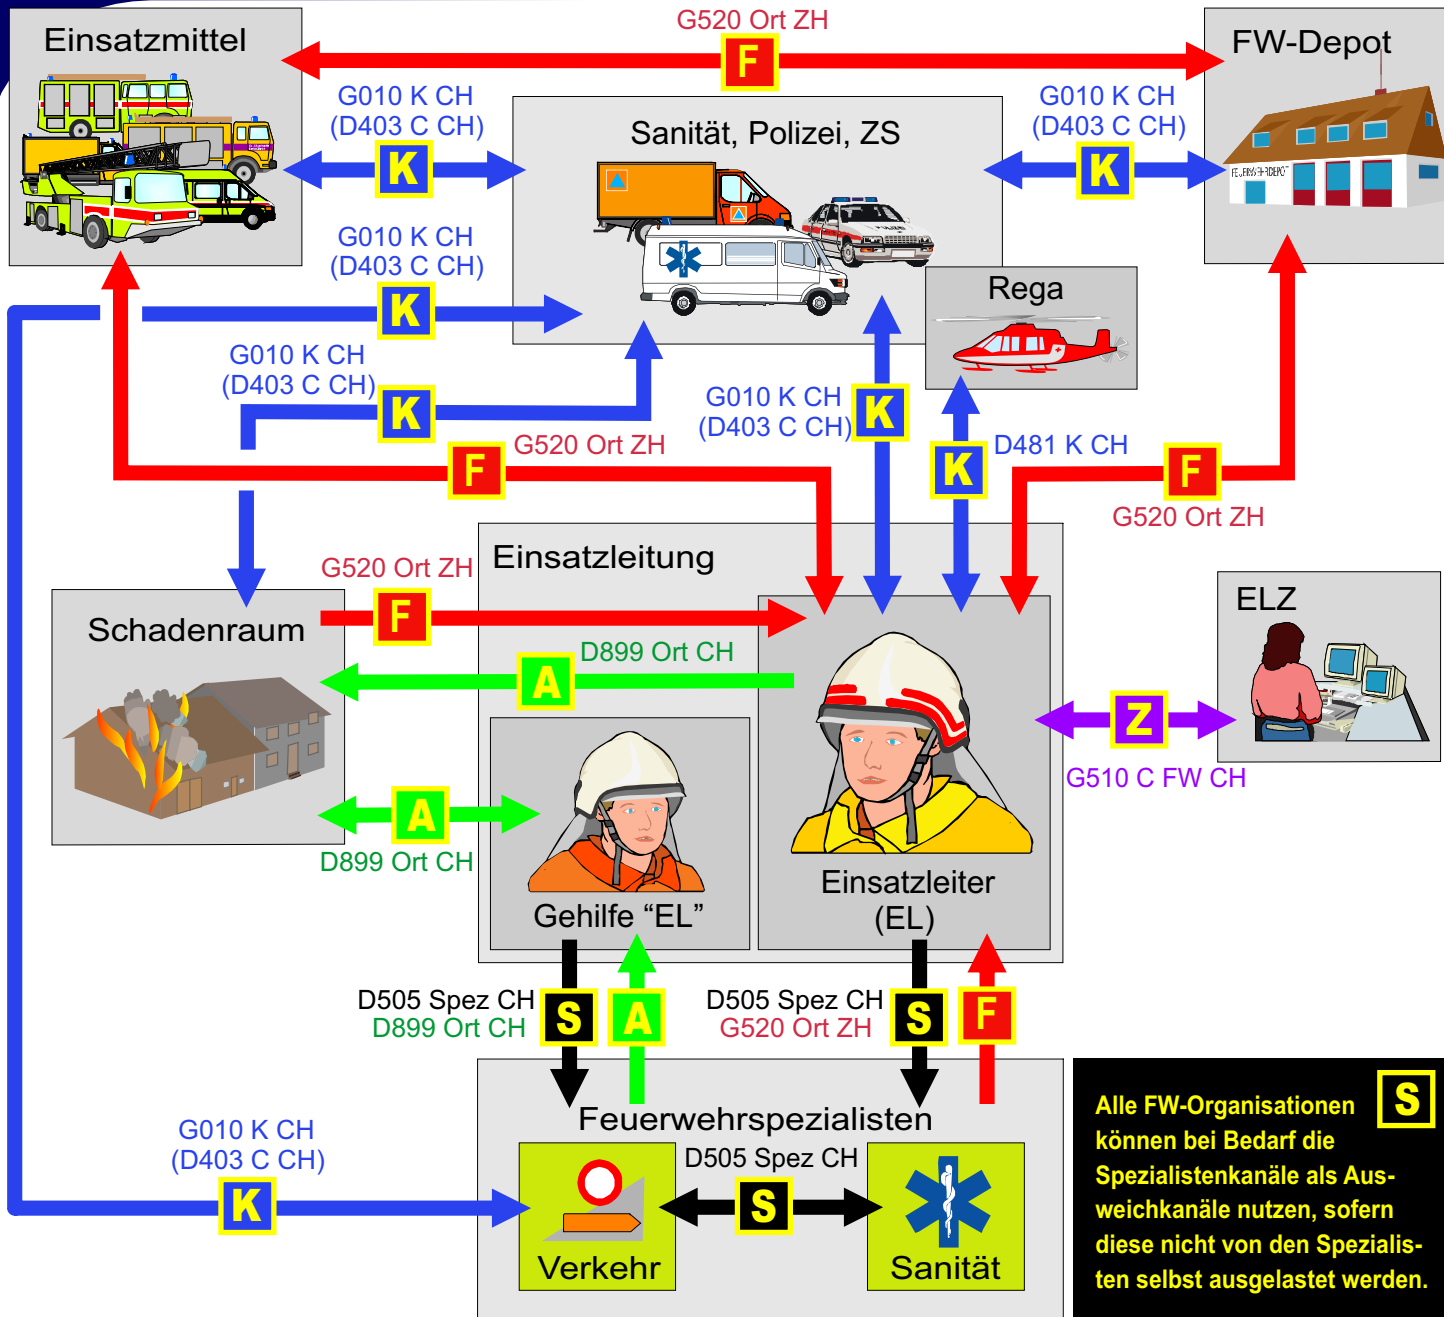 G520 Ort ZH
Einsatzmittel
F
FW-Depot
G010 K CH
(D403 C CH)
K
Sanität, Polizei, ZS
G010 K CH
(D403 C CH)
K
FEUERWEHRDEPOT
POLIZEI
G010 K CH
(D403 C CH)
K
Rega
G010 K CH
(D403 C CH)
K
G010 K CH
(D403 C CH)
K
G520 Ort ZH
F
D481 K CH
K
F
G520 Ort ZH
Einsatzleitung
G520 Ort ZH
F
Schadenraum
ELZ
D899 Ort CH
A
Z
G510 C FW CH
A
D899 Ort CH
Einsatzleiter
(EL)
Gehilfe “EL”
D505 Spez CH
D899 Ort CH
S
A
D505 Spez CH
G520 Ort ZH
S
F
Feuerwehrspezialisten
G010 K CH
(D403 C CH)
K
D505 Spez CH
S
Verkehr
Sanität
S
Alle FW-Organisationen
können bei Bedarf die
Spezialistenkanäle als Aus-
weichkanäle nutzen, sofern
diese nicht von den Spezialis-
ten selbst ausgelastet werden.